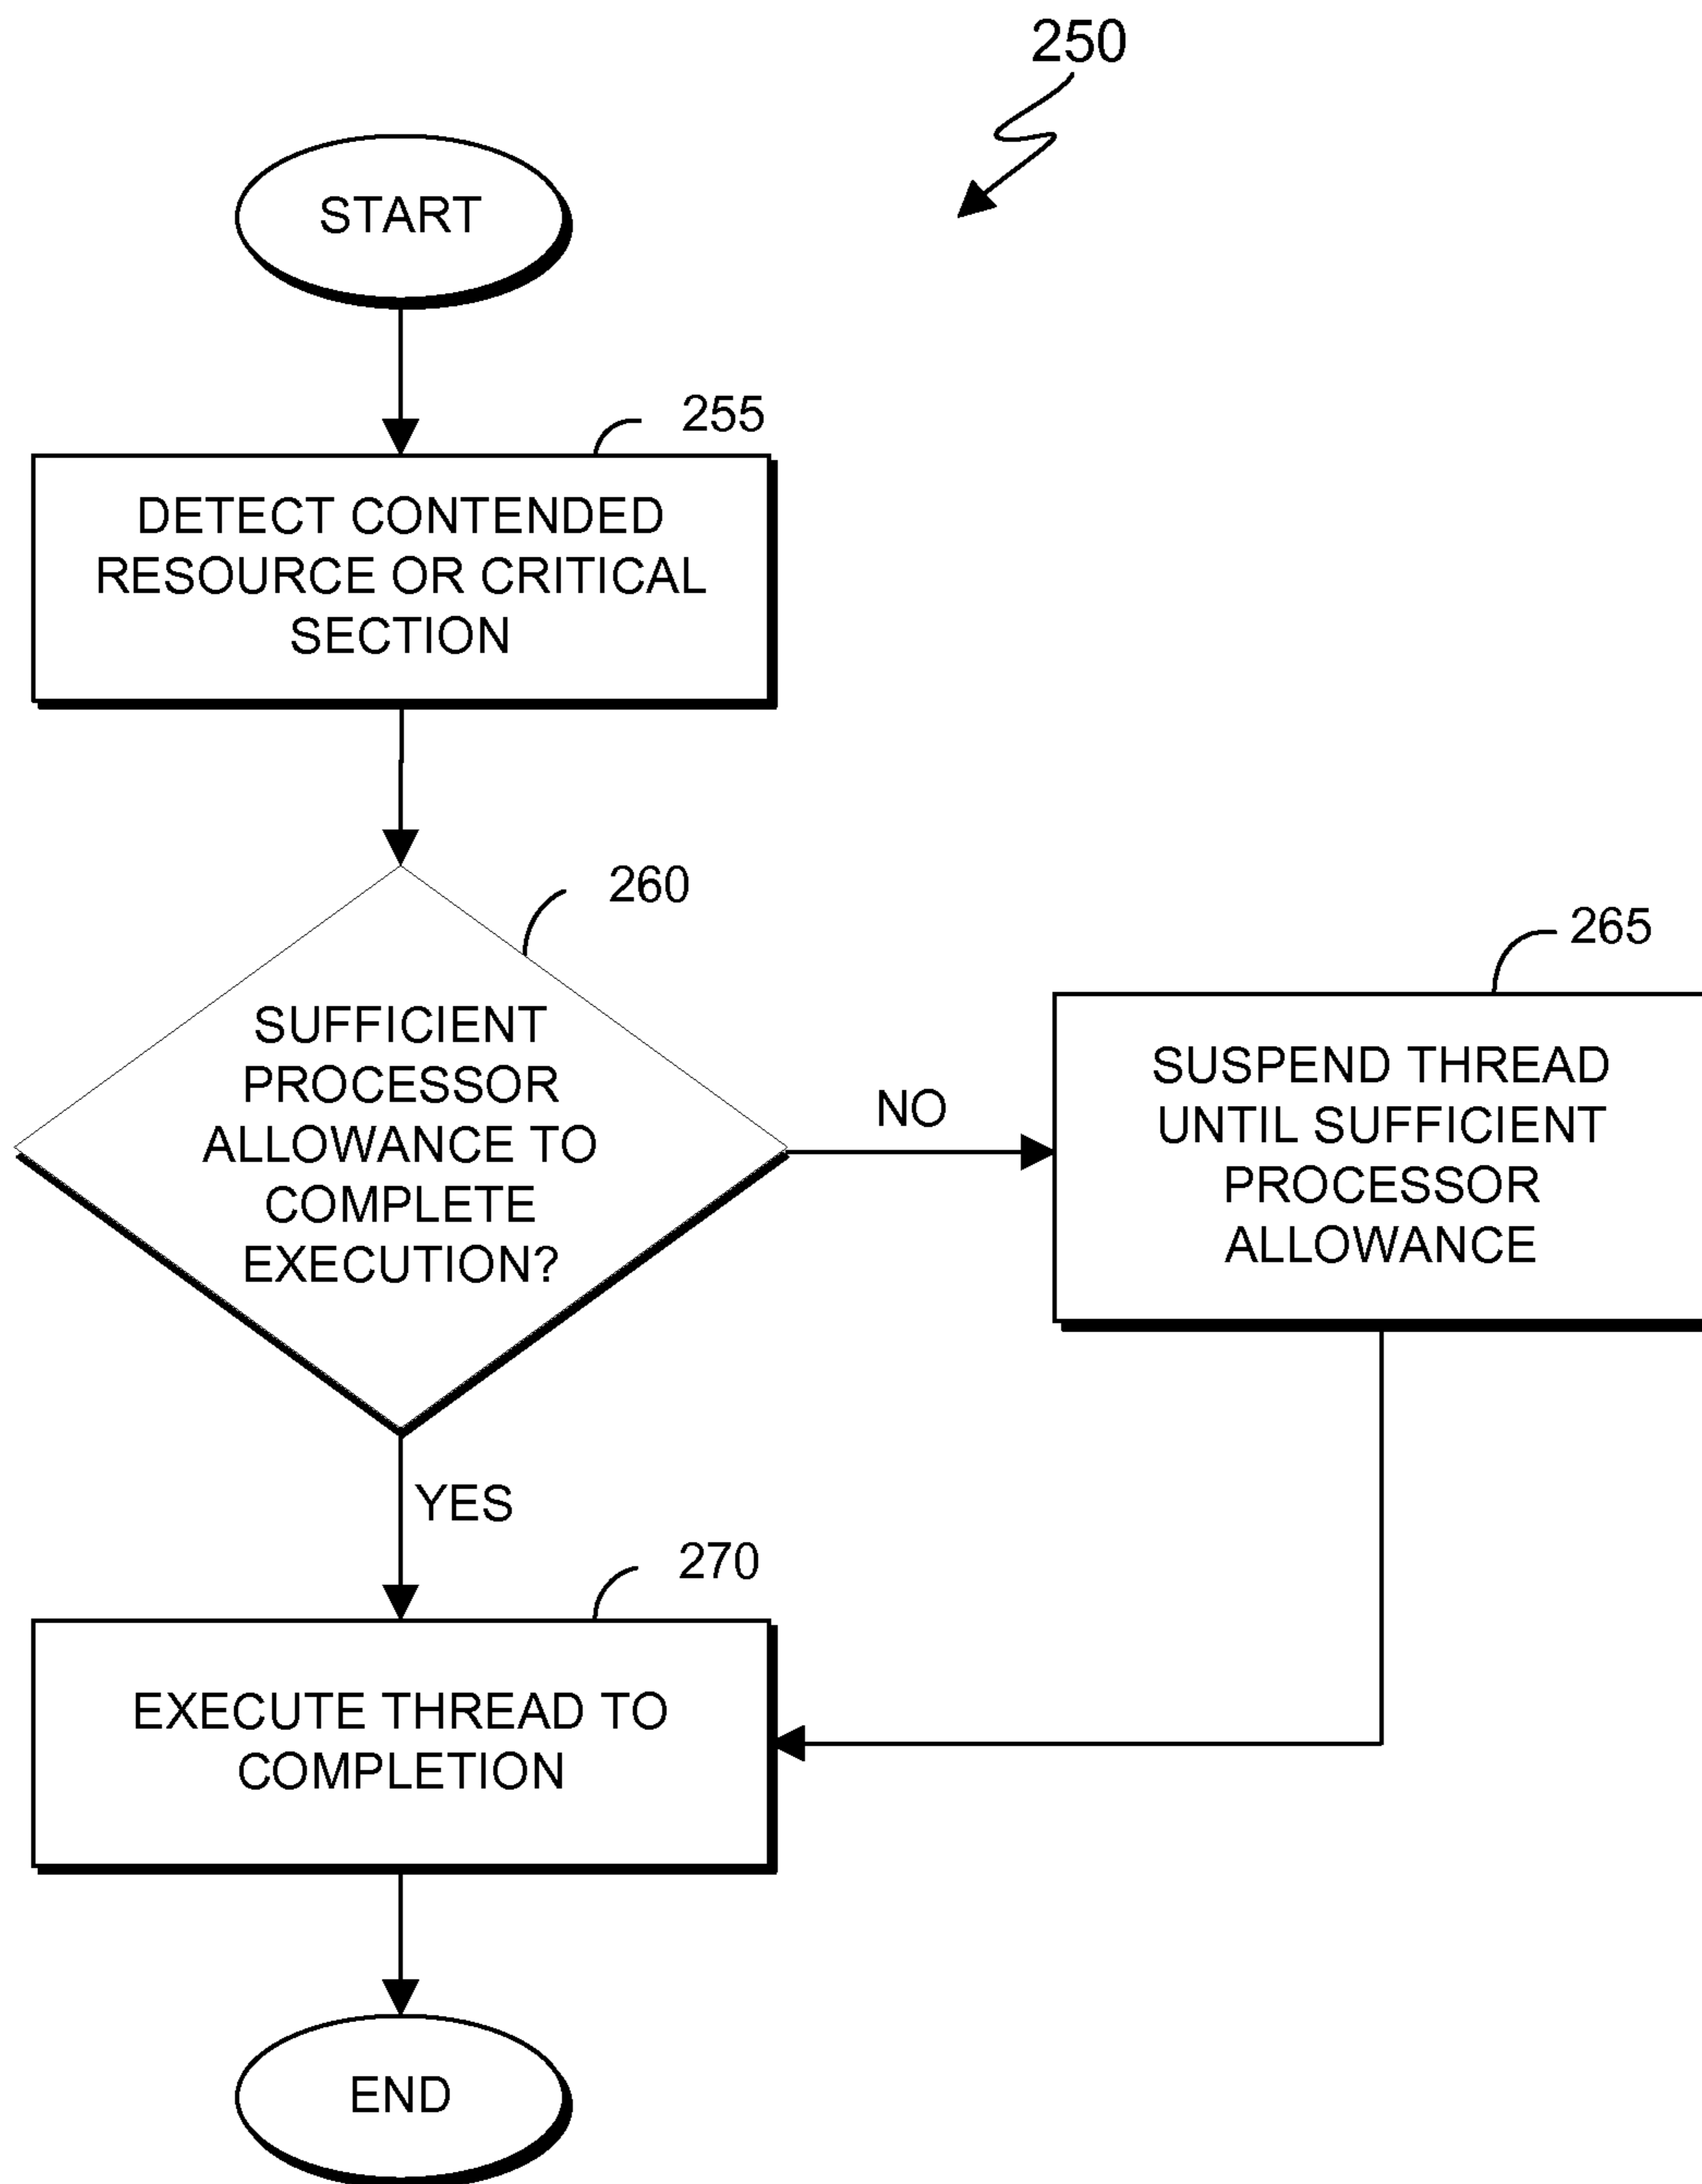 250
START
255
DETECT CONTENDED
RESOURCE OR CRITICAL
SECTION
260
SUFFICIENT
PROCESSOR
ALLOWANCE TO
COMPLETE
EXECUTION?
NO
265
SUSPEND THREAD
UNTIL SUFFICIENT
PROCESSOR
ALLOWANCE
YES
270
EXECUTE THREAD TO
COMPLETION
END